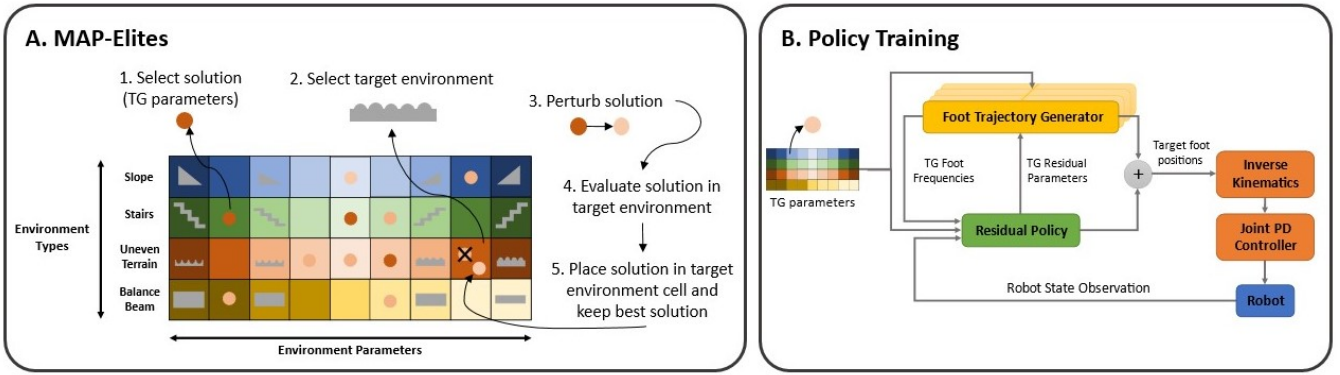 A. MAP-Elites
1. Select solution
(TG parameters)
2. Select target environment
3. Perturb solution
4. Evaluate solution in
target environment
5. Place solution in target
environment cell and
keep best solution
Environment
Types
Slope
Stairs
Uneven
Terrain
Balance
Beam
Environment Parameters
B. Policy Training
TG parameters
Foot Trajectory Generator
TG Foot
Frequencies
TG Residual
Parameters
Residual Policy
+
Target foot
positions
Inverse
Kinematics
Joint PD
Controller
Robot
Robot State Observation